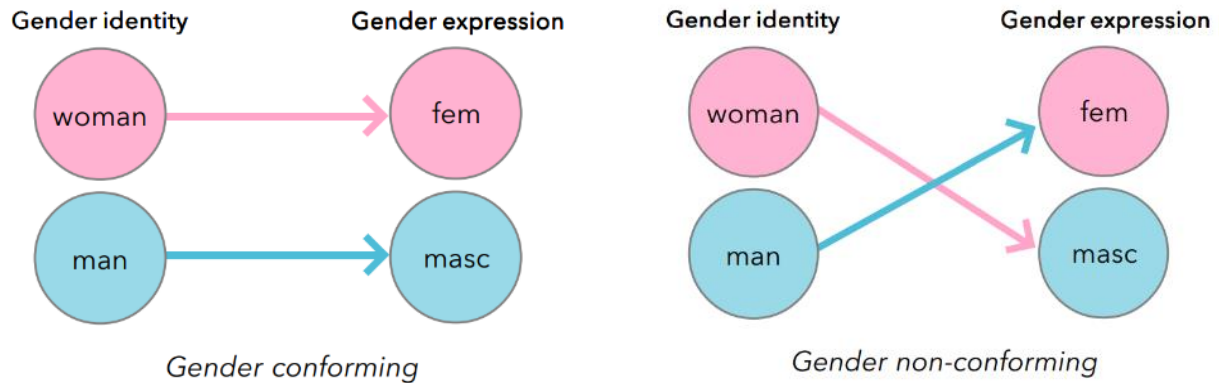 Gender identity
Gender expression
woman
fem
man
masc
Gender conforming
Gender identity
Gender expression
woman
fem
man
masc
Gender non-conforming